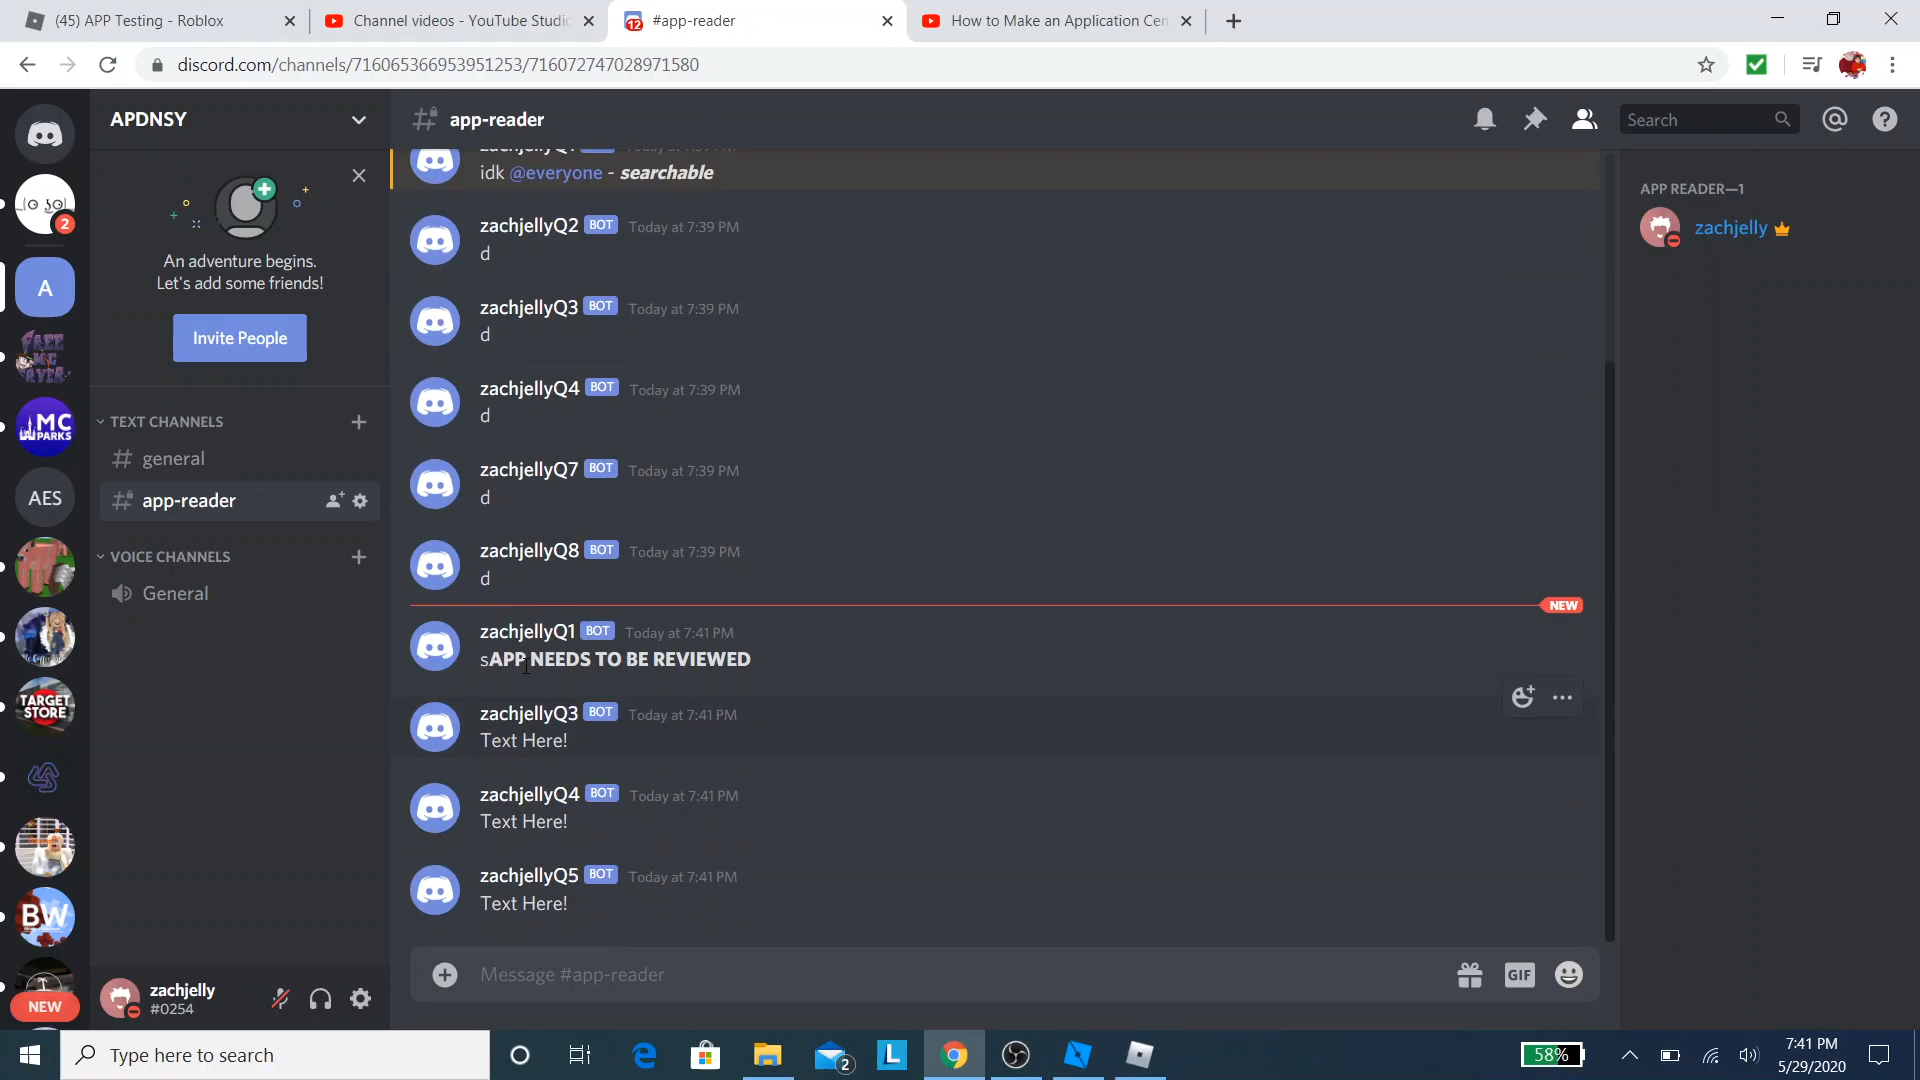 (45) APP Testing - Roblox
Channel videos - YouTube Studio
#app-reader
How to Make an Application Cen
discord.com/channels/716065366953951253/716072747028971580
APDNSY
app-reader
Search
An adventure begins.
Let's add some friends!
Invite People
TEXT CHANNELS
general
app-reader
VOICE CHANNELS
General
A
2
12
FREE
MC
MC
PARKS
AES
TARGET
STORE
BW
NEW
idk @everyone - searchable
zachjellyQ2 BOT Today at 7:39 PM
d
zachjellyQ3 BOT Today at 7:39 PM
d
zachjellyQ4 BOT Today at 7:39 PM
d
zachjellyQ7 BOT Today at 7:39 PM
d
zachjellyQ8 BOT Today at 7:39 PM
d
NEW
zachjellyQ1 BOT Today at 7:41 PM
sAPP NEEDS TO BE REVIEWED
zachjellyQ3 BOT Today at 7:41 PM
Text Here!
zachjellyQ4 BOT Today at 7:41 PM
Text Here!
zachjellyQ5 BOT Today at 7:41 PM
Text Here!
Message #app-reader
GIF
APP READER—1
zachjelly
zachjelly
#0254
Type here to search
2
L
58%
7:41 PM
5/29/2020